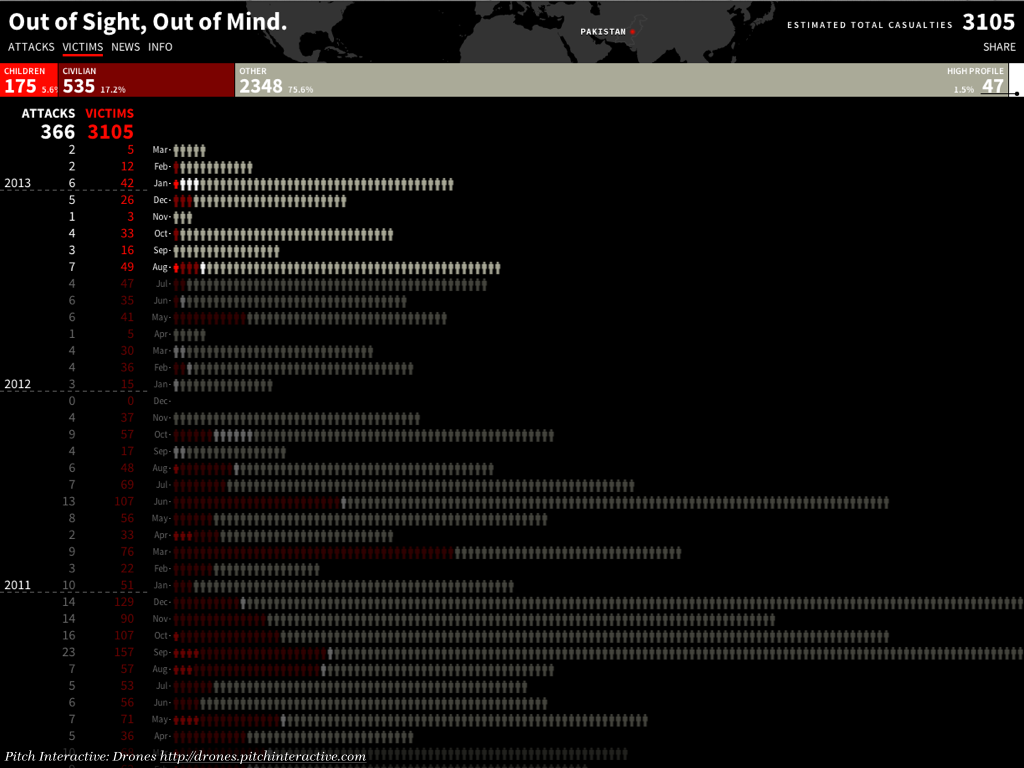 Out of Sight, Out of Mind.
PAKISTAN
ESTIMATED TOTAL CASUALTIES 3105
ATTACKS VICTIMS NEWS INFO
SHARE
CHILDREN CIVILIAN OTHER HIGH PROFILE
175 5.6% 535 17.2% 2348 75.6% 1.5% 47
ATTACKS VICTIMS
366 3105
2 5 Mar-
2 12 Feb-
2013 6 42 Jan-
5 26 Dec-
1 3 Nov-
4 33 Oct-
3 16 Sep-
7 49 Aug-
4 47 Jul-
6 35 Jun-
6 41 May-
1 5 Apr-
4 30 Mar-
4 36 Feb-
2012 3 15 Jan-
0 0 Dec-
4 37 Nov-
9 57 Oct-
4 17 Sep-
6 48 Aug-
7 69 Jul-
13 107 Jun-
8 56 May-
2 33 Apr-
9 76 Mar-
3 22 Feb-
2011 10 51 Jan-
14 129 Dec-
14 90 Nov-
16 107 Oct-
23 157 Sep-
7 57 Aug-
5 53 Jul-
6 56 Jun-
7 71 May-
5 36 Apr-
Pitch Interactive: Drones http://drones.pitchinteractive.com